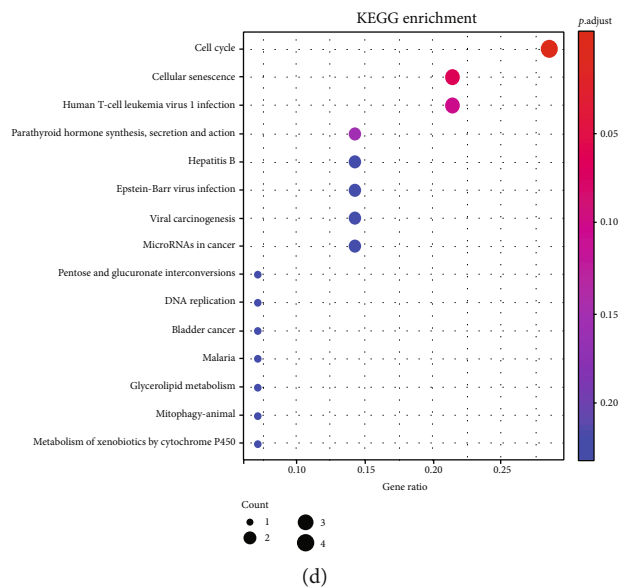 KEGG enrichment
p.adjust
Cell cycle
Cellular senescence
Human T-cell leukemia virus 1 infection
Parathyroid hormone synthesis, secretion and action
Hepatitis B
Epstein-Barr virus infection
Viral carcinogenesis
MicroRNAs in cancer
Pentose and glucuronate interconversions
DNA replication
Bladder cancer
Malaria
Glycerolipid metabolism
Mitophagy-animal
Metabolism of xenobiotics by cytochrome P450
0.05
0.10
0.15
0.20
0.10 0.15 0.20 0.25
Gene ratio
Count
1 3
2 4
(d)